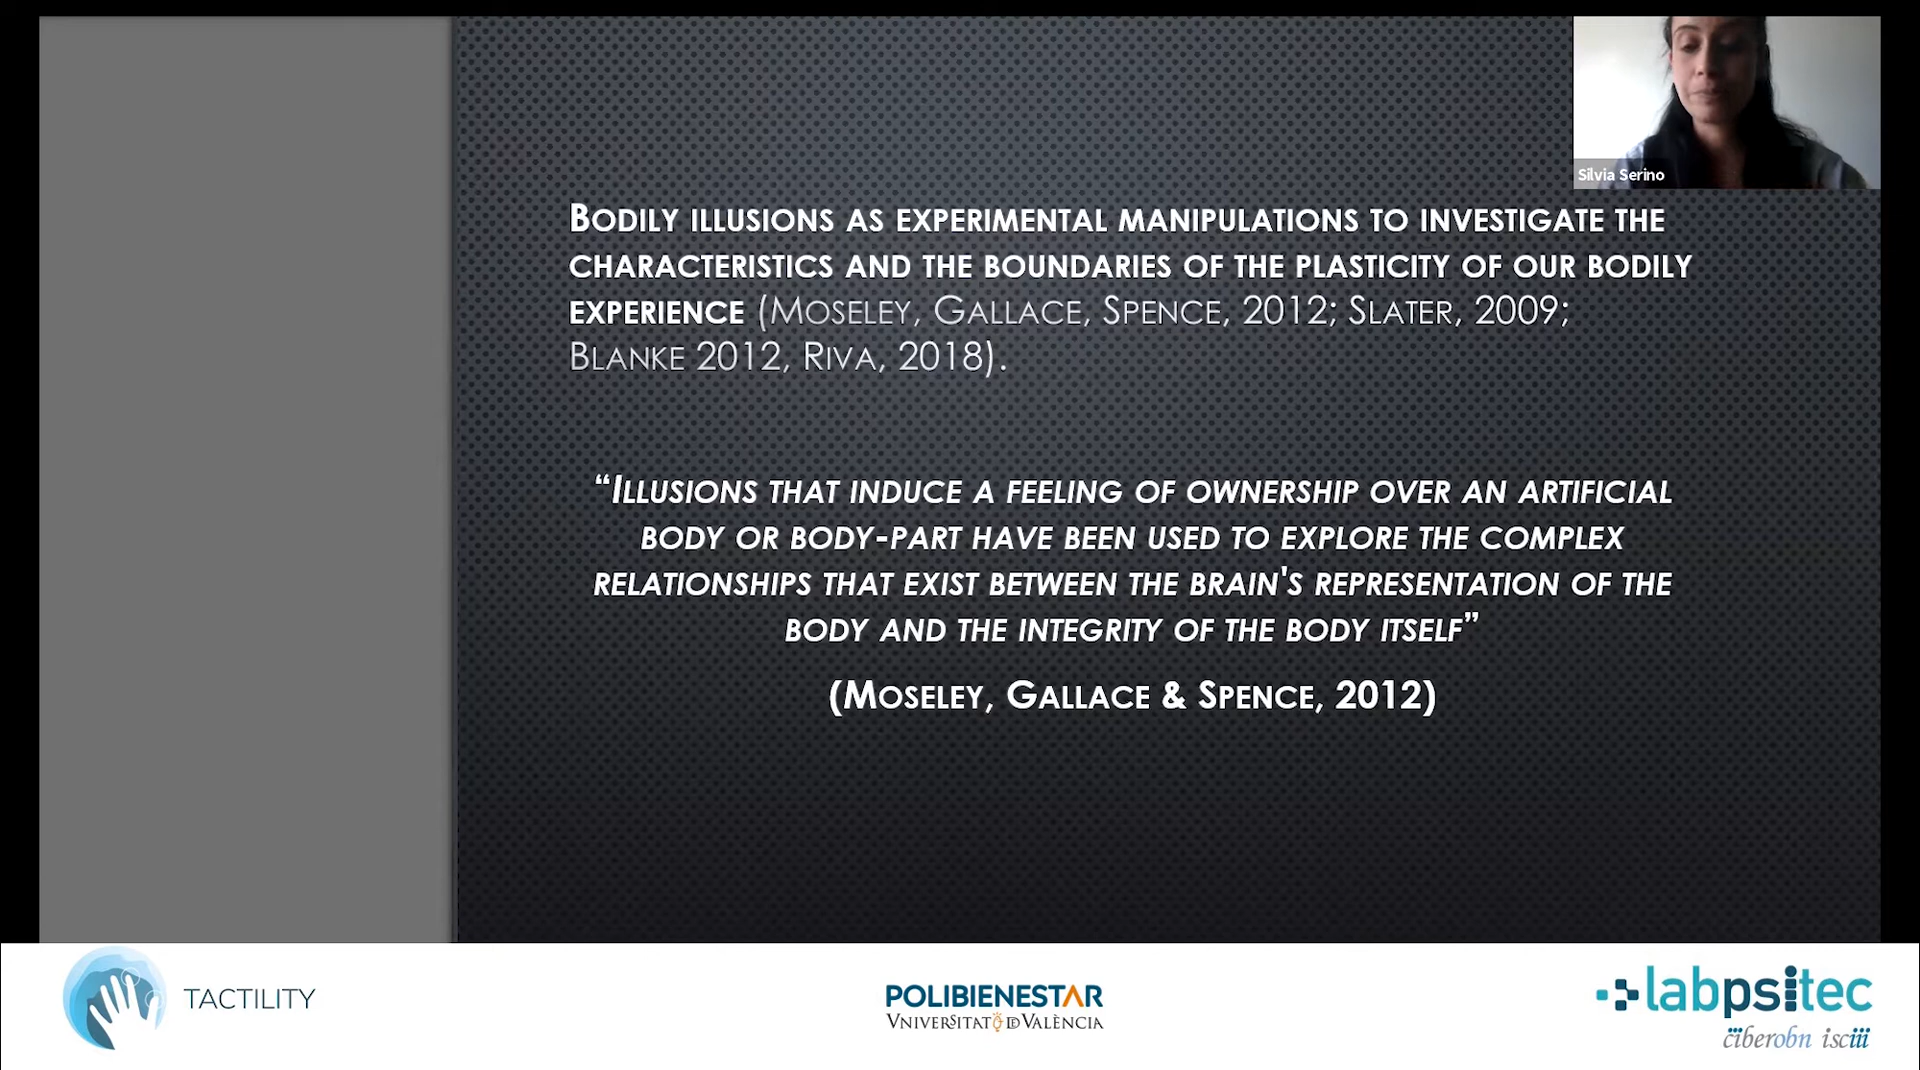 Silvia Serino
BODILY ILLUSIONS AS EXPERIMENTAL MANIPULATIONS TO INVESTIGATE THE
CHARACTERISTICS AND THE BOUNDARIES OF THE PLASTICITY OF OUR BODILY
EXPERIENCE (MOSELEY, GALLACE, SPENCE, 2012; SLATER, 2009;
BLANKE 2012, RIVA, 2018).
“ILLUSIONS THAT INDUCE A FEELING OF OWNERSHIP OVER AN ARTIFICIAL
BODY OR BODY-PART HAVE BEEN USED TO EXPLORE THE COMPLEX
RELATIONSHIPS THAT EXIST BETWEEN THE BRAIN'S REPRESENTATION OF THE
BODY AND THE INTEGRITY OF THE BODY ITSELF”
(MOSELEY, GALLACE & SPENCE, 2012)
TACTILITY
POLIBIENESTAR
VNIVERSITAT DE VALÈNCIA
labpsitec
ciberobn isciii